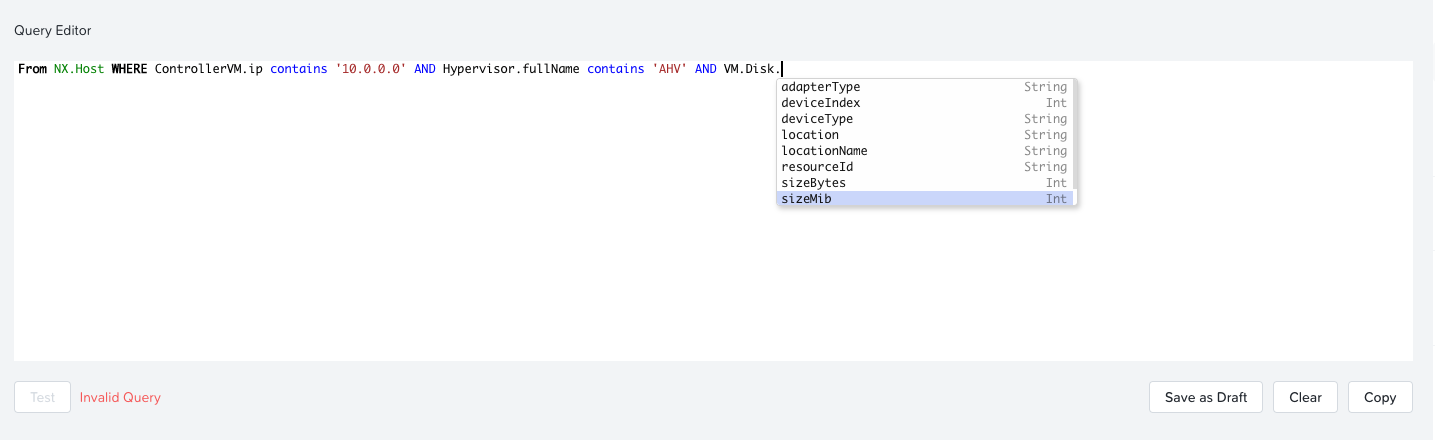 Query Editor
From NX.Host WHERE ControllerVM.ip contains '10.0.0.0' AND Hypervisor.fullName contains 'AHV' AND VM.Disk.
adapterType String
deviceIndex Int
deviceType String
location String
locationName String
resourceId String
sizeBytes Int
sizeMib Int
Test Invalid Query Save as Draft Clear Copy